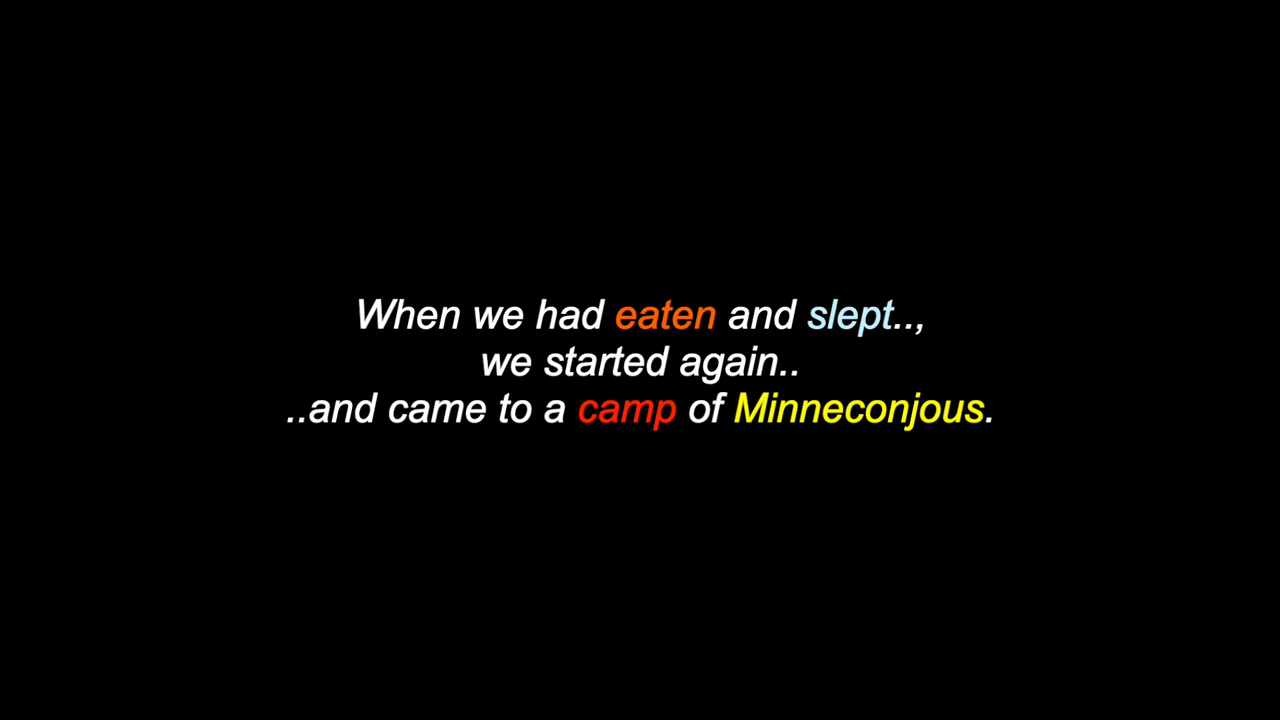 When we had eaten and slept..,
we started again..
..and came to a camp of Minneconjous.